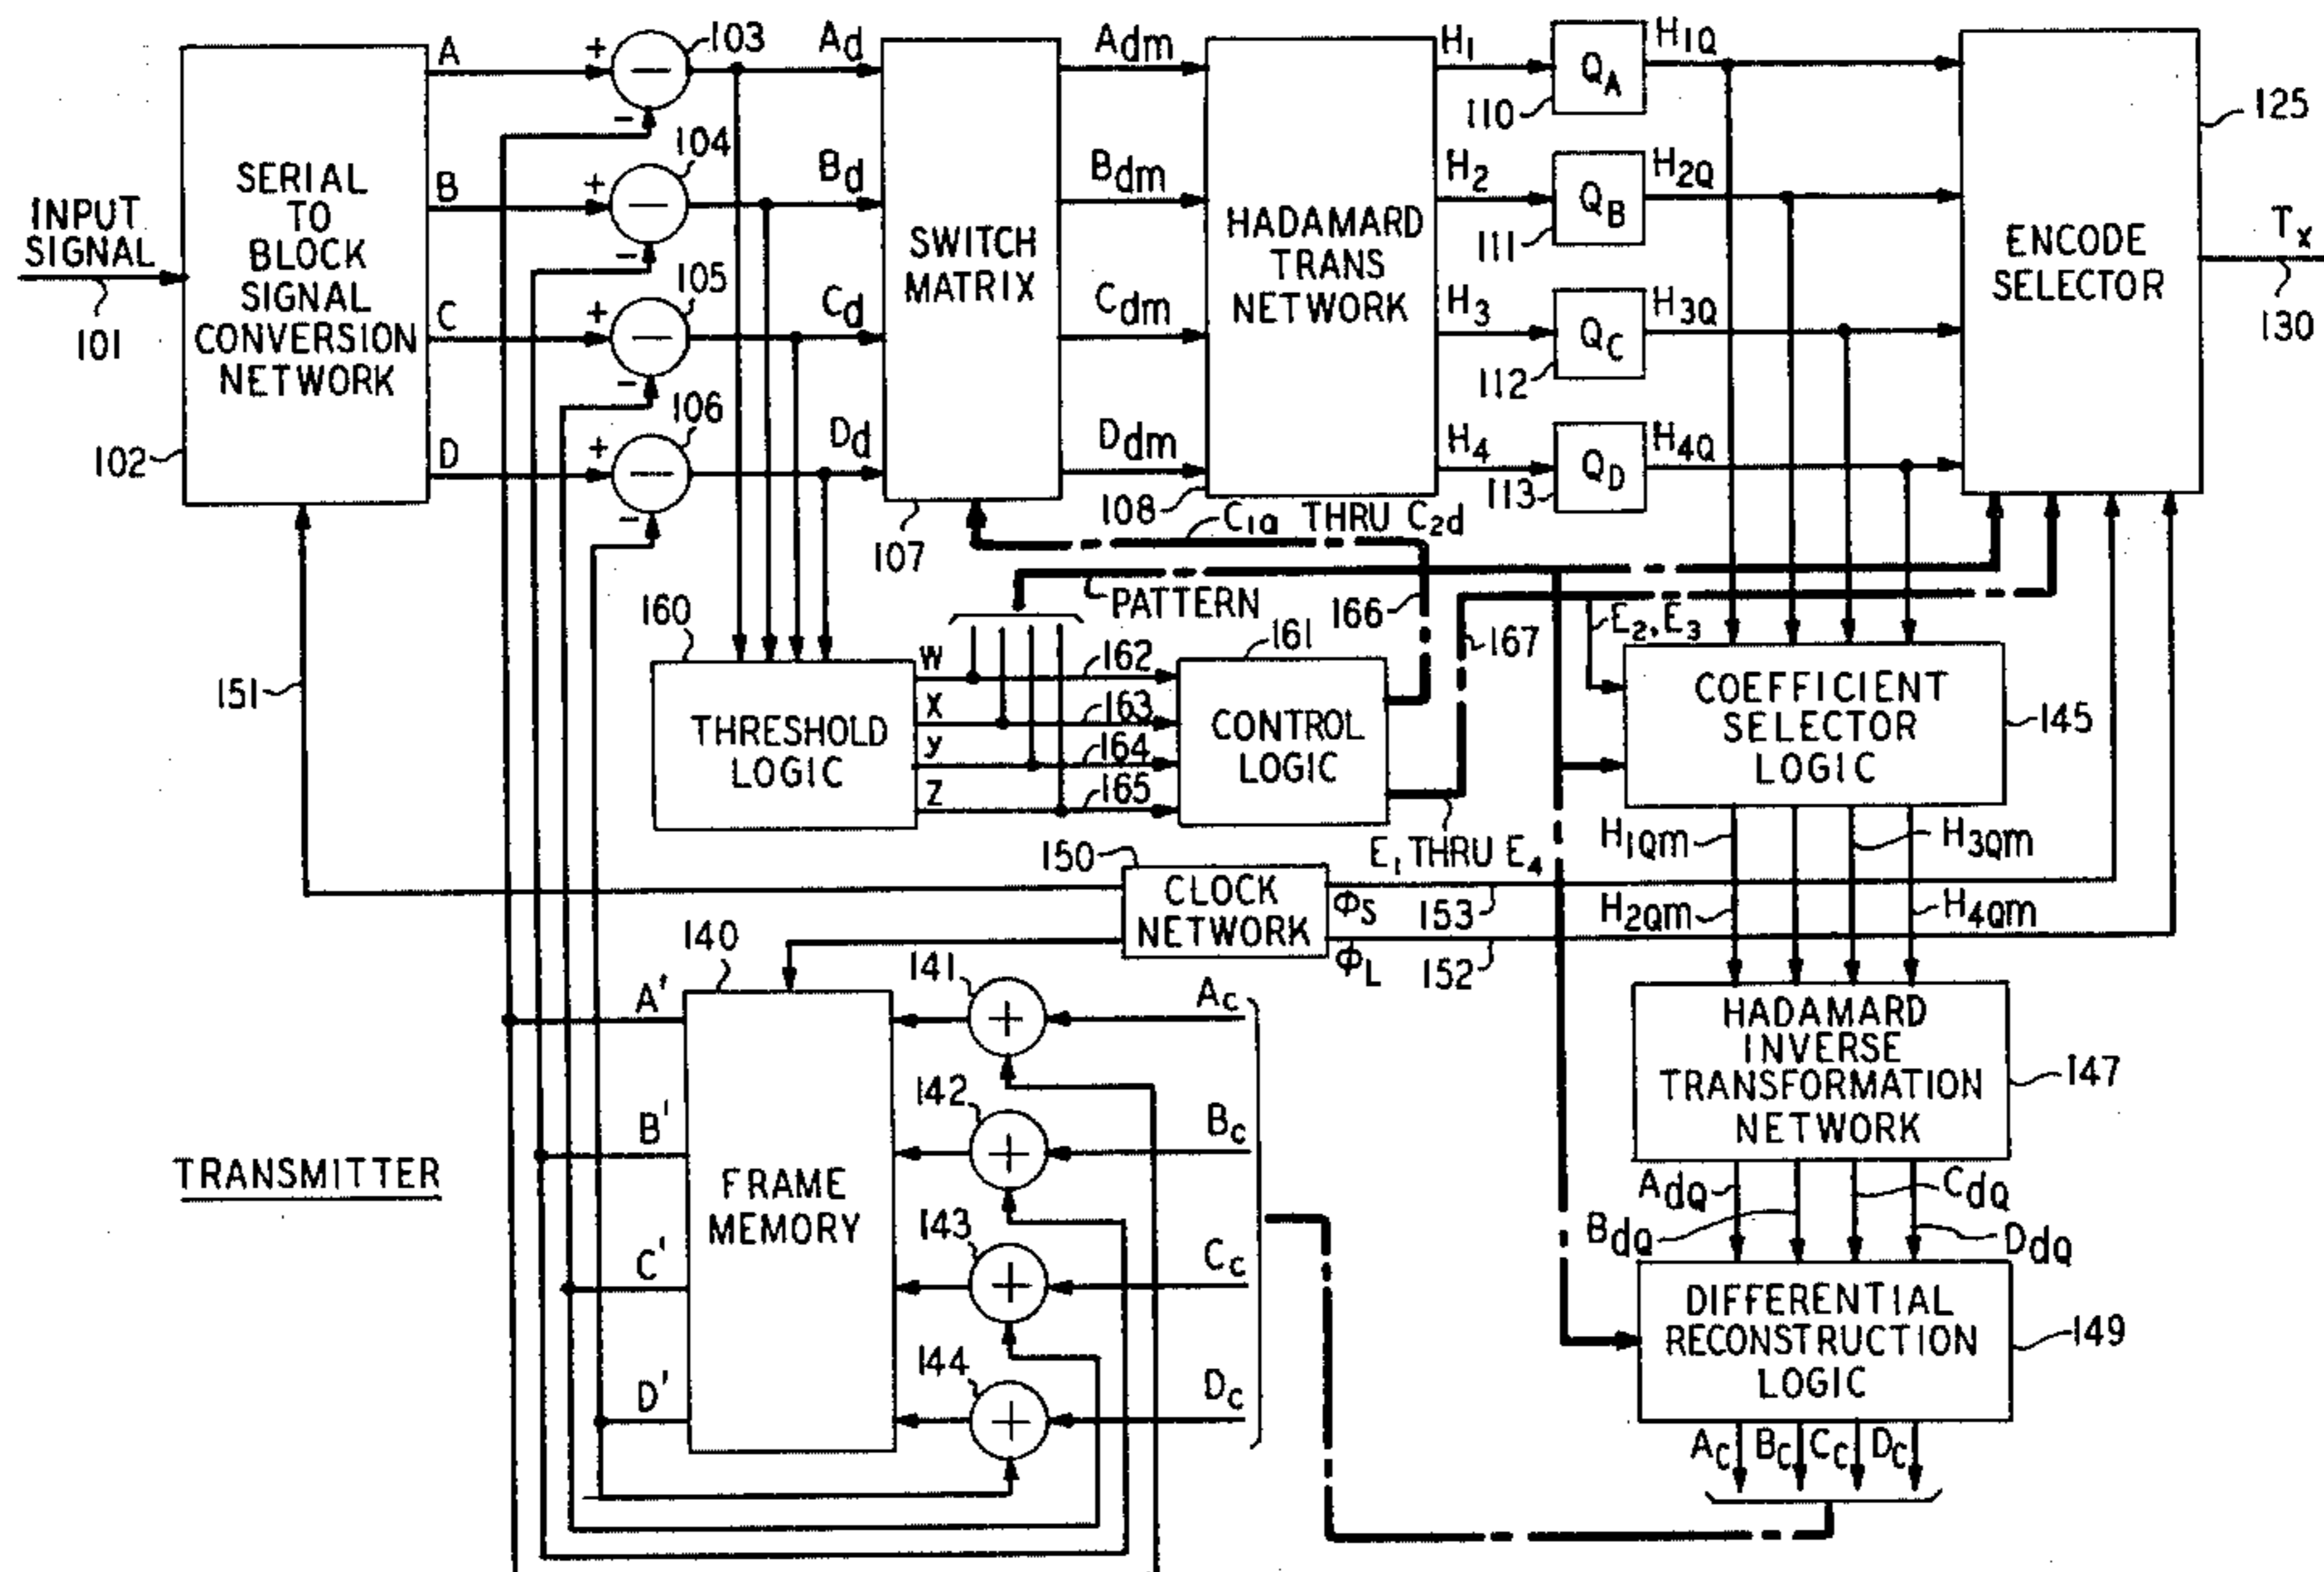 INPUT
SIGNAL
101
102
SERIAL
TO
BLOCK
SIGNAL
CONVERSION
NETWORK
A
B
C
D
+
−
103
+
−
104
+
−
105
+
−
106
Ad
Bd
Cd
Dd
SWITCH
MATRIX
107
Adm
Bdm
Cdm
Ddm
HADAMARD
TRANS
NETWORK
108
H1
H2
H3
H4
QA
110
QB
111
QC
112
QD
113
H1Q
H2Q
H3Q
H4Q
ENCODE
SELECTOR
125
Tx
130
C1a THRU C2d
PATTERN
166
167
E2, E3
160
THRESHOLD
LOGIC
W
X
y
Z
162
163
164
165
161
CONTROL
LOGIC
E1 THRU E4
COEFFICIENT
SELECTOR
LOGIC
145
151
150
CLOCK
NETWORK
ΦS
153
ΦL
152
H1Qm
H3Qm
H2Qm
H4Qm
HADAMARD
INVERSE
TRANSFORMATION
NETWORK
147
AdQ
CdQ
BdQ
DdQ
DIFFERENTIAL
RECONSTRUCTION
LOGIC
149
AC BC CC DC
TRANSMITTER
140
FRAME
MEMORY
A'
B'
C'
D'
141
+
142
+
143
+
144
+
Ac
Bc
Cc
Dc